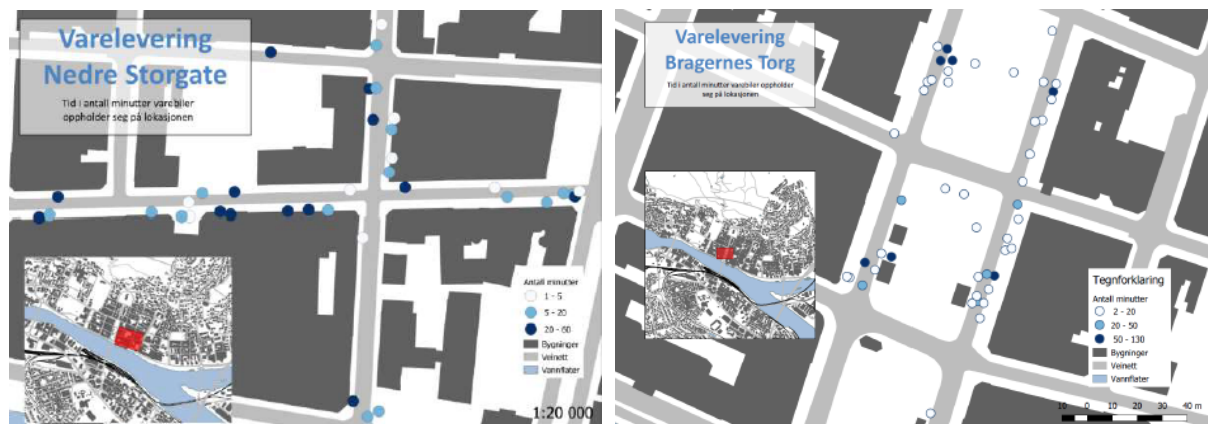 Varelevering
Nedre Storgate
Tid i antall minutter varebiler
oppholder seg på lokasjonen
Antall minutter
1 - 5
5 - 20
20 - 60
Bygninger
Veinett
Vannflater
1:20 000
Varelevering
Bragernes Torg
Tid i antall minutter varebiler oppholder
seg på lokasjonen
Tegnforklaring
Antall minutter
2 - 20
20 - 50
50 - 130
Bygninger
Veinett
Vannflater
10 0 10 20 30 40 m